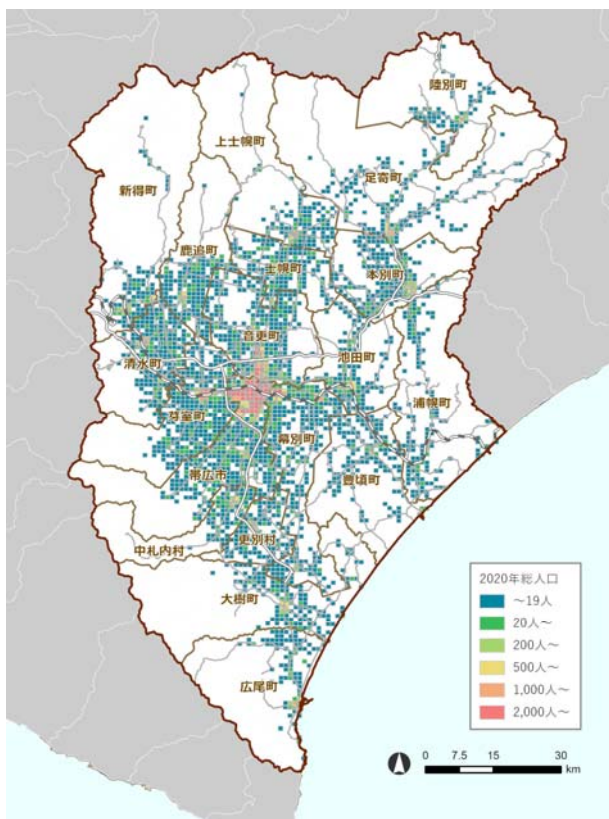 陸別町
上士幌町
足寄町
新得町
鹿追町
士幌町
本別町
音更町
池田町
清水町
浦幌町
芽室町
幕別町
帯広市
豊頃町
更別村
中札内村
大樹町
広尾町
2020年総人口
～19人
20人～
200人～
500人～
1,000人～
2,000人～
0 7.5 15 30
km